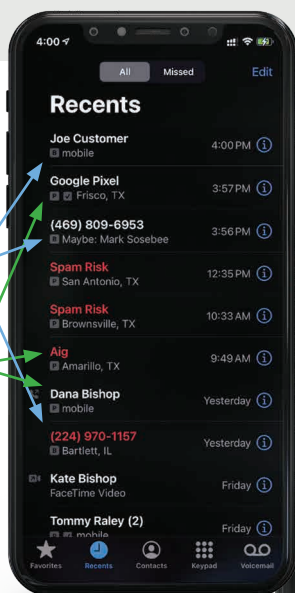 4:00
All Missed Edit
Recents
Joe Customer
B mobile 4:00 PM
Google Pixel
P Frisco, TX 3:57 PM
(469) 809-6953
B Maybe: Mark Sosebee 3:56 PM
Spam Risk
P San Antonio, TX 12:35 PM
Spam Risk
P Brownsville, TX 10:33 AM
Aig
P Amarillo, TX 9:49 AM
Dana Bishop
P mobile Yesterday
(224) 970-1157
B Bartlett, IL Yesterday
Kate Bishop
FaceTime Video Friday
Tommy Raley (2)
mobile Friday
Favorites Recents Contacts Keypad Voicemail